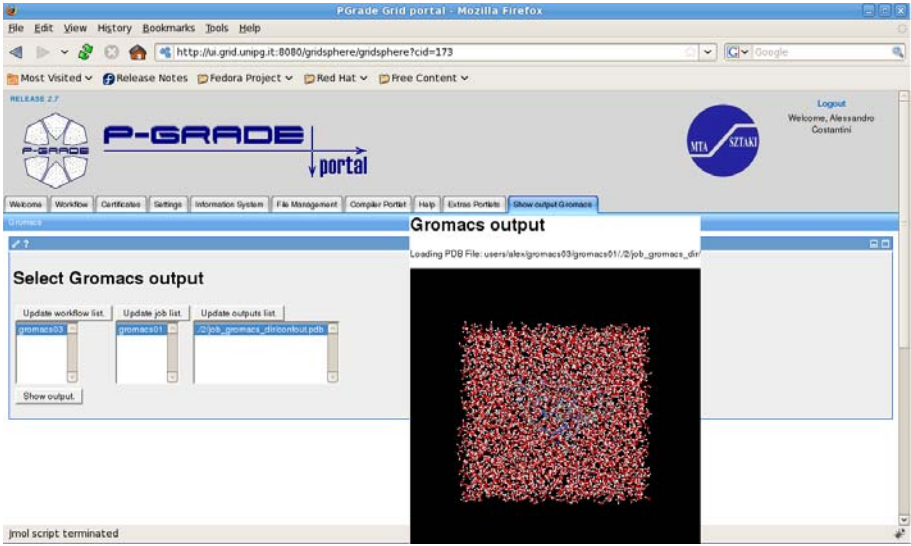 PGrade Grid portal - Mozilla Firefox
File Edit View History Bookmarks Tools Help
http://ui.grid.unipg.it:8080/gridsphere/gridsphere?cid=173
Google
Most Visited Release Notes Fedora Project Red Hat Free Content
RELEASE 2.7
Logout
Welcome, Alessandro
Costantini
P-GRADE
P-GRADE
portal
MTA SZTAKI
Welcome Workflow Certificates Settings Information System File Management Compiler Portlet Help Extras Portlets Show output Gromacs
Gromacs
?
Gromacs output
Loading PDB File: users/alex/gromacs03/gromacs01/./2/job_gromacs_dir/
Select Gromacs output
Update workflow list. Update job list. Update outputs list.
gromacs03 gromacs01 ./2/job_gromacs_dir/confout.pdb
Show output.
Jmol script terminated